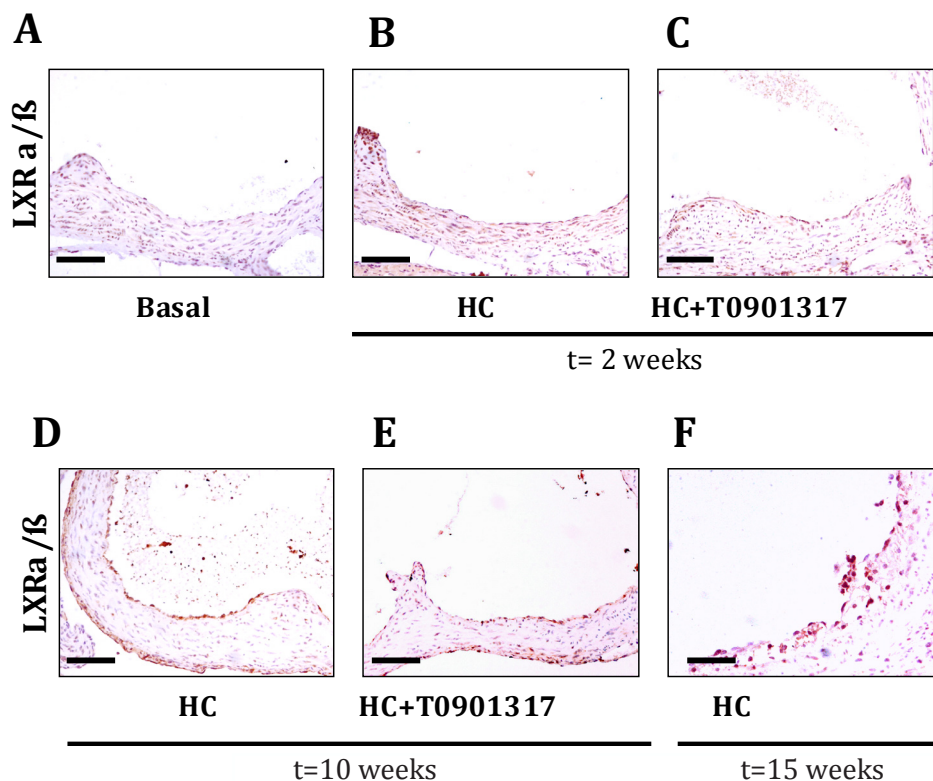 A
B
C
LXR a/ß
Basal
HC
HC+T0901317
t= 2 weeks
D
E
F
LXRa/ß
HC
HC+T0901317
HC
t=10 weeks
t=15 weeks